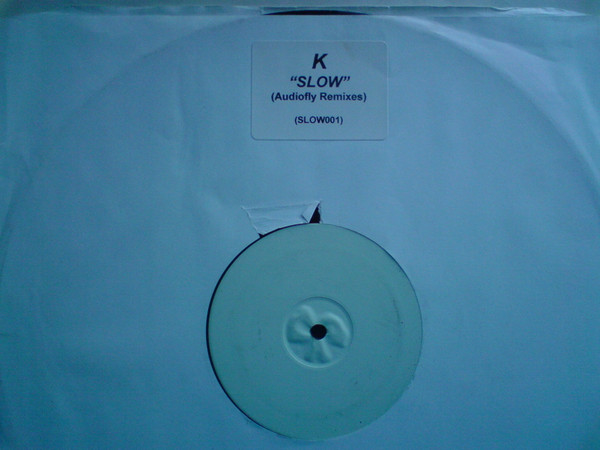 K
“SLOW”
(Audiofly Remixes)
(SLOW001)